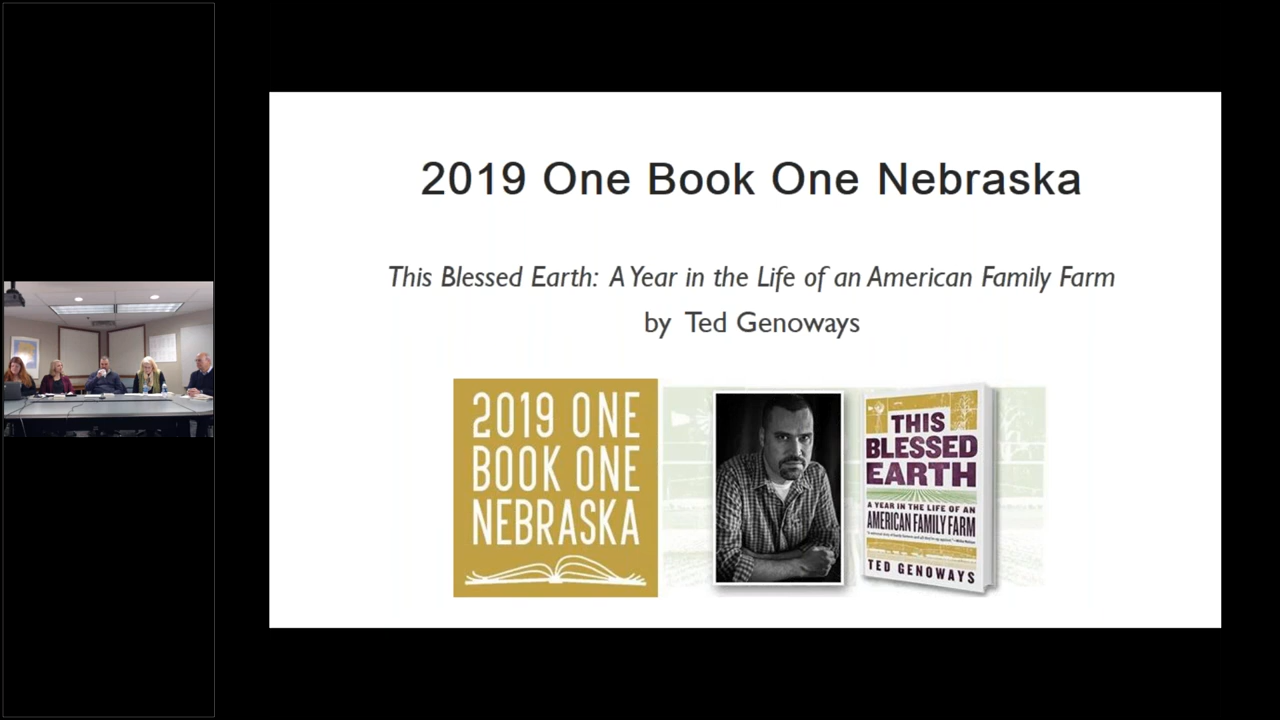 2019 One Book One Nebraska
This Blessed Earth: A Year in the Life of an American Family Farm
by Ted Genoways
2019 ONE
BOOK ONE
NEBRASKA
THIS
BLESSED
EARTH
A YEAR IN THE LIFE OF AN
AMERICAN FAMILY FARM
TED GENOWAYS